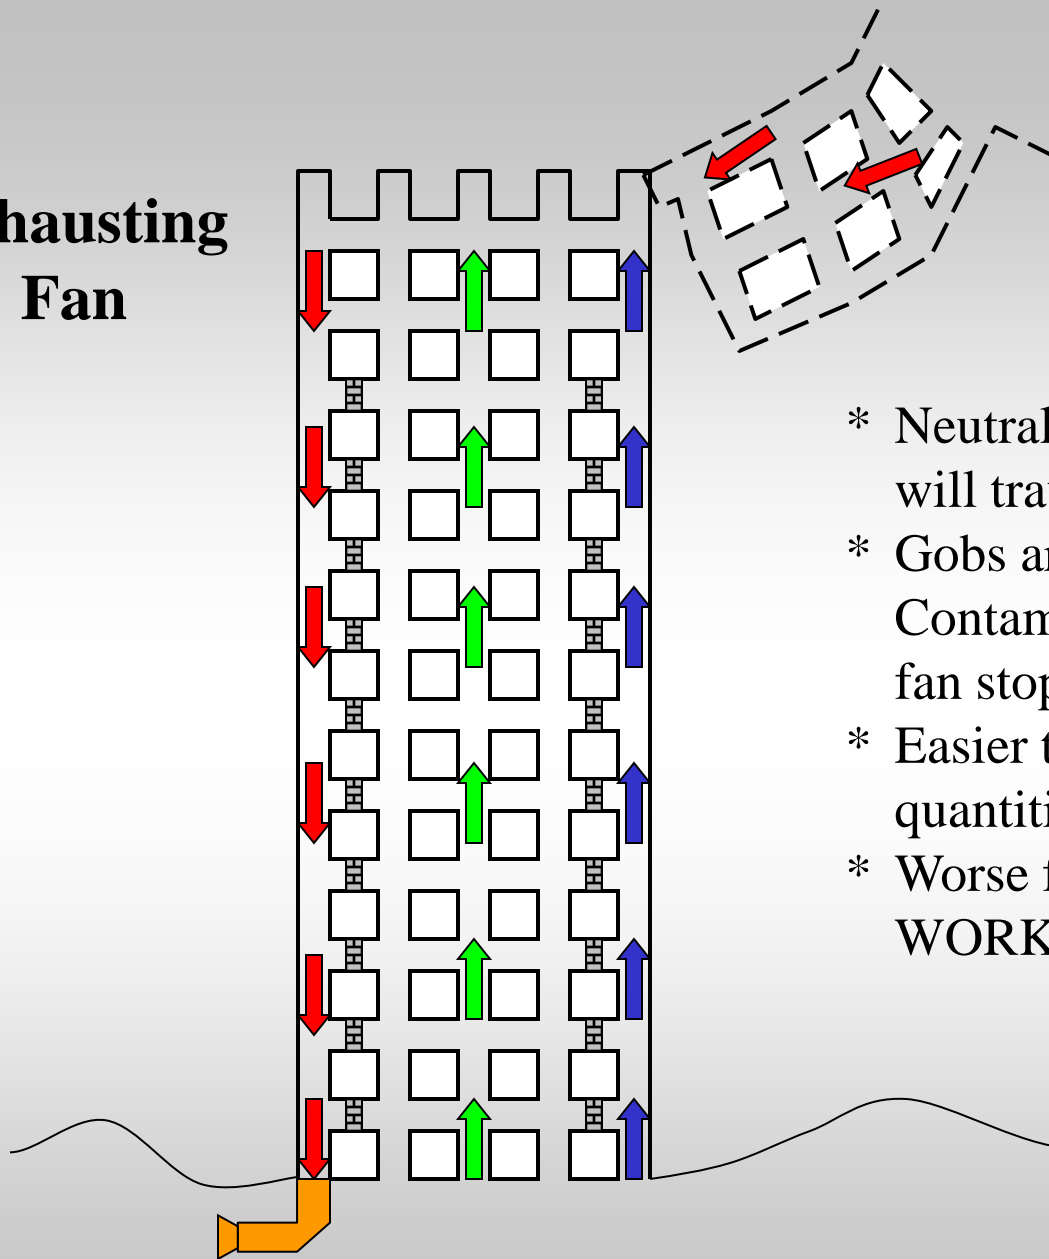 hausting
Fan
* Neutral
will tra
* Gobs a
Contam
fan stop
* Easier t
quantiti
* Worse f
WORK